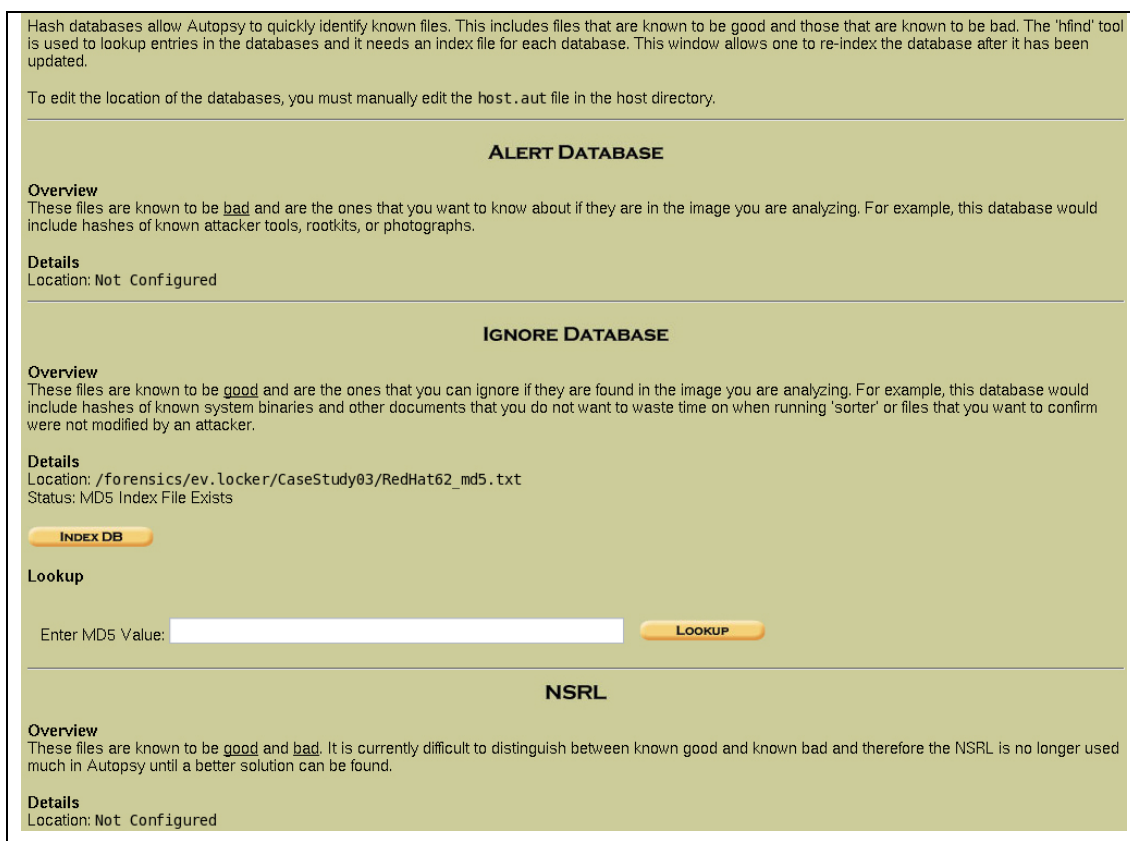 Hash databases allow Autopsy to quickly identify known files. This includes files that are known to be good and those that are known to be bad. The 'hfind' tool
is used to lookup entries in the databases and it needs an index file for each database. This window allows one to re-index the database after it has been
updated.
To edit the location of the databases, you must manually edit the host.aut file in the host directory.
ALERT DATABASE
Overview
These files are known to be bad and are the ones that you want to know about if they are in the image you are analyzing. For example, this database would
include hashes of known attacker tools, rootkits, or photographs.
Details
Location: Not Configured
IGNORE DATABASE
Overview
These files are known to be good and are the ones that you can ignore if they are found in the image you are analyzing. For example, this database would
include hashes of known system binaries and other documents that you do not want to waste time on when running 'sorter' or files that you want to confirm
were not modified by an attacker.
Details
Location: /forensics/ev.locker/CaseStudy03/RedHat62_md5.txt
Status: MD5 Index File Exists
INDEX DB
Lookup
Enter MD5 Value:
LOOKUP
NSRL
Overview
These files are known to be good and bad. It is currently difficult to distinguish between known good and known bad and therefore the NSRL is no longer used
much in Autopsy until a better solution can be found.
Details
Location: Not Configured